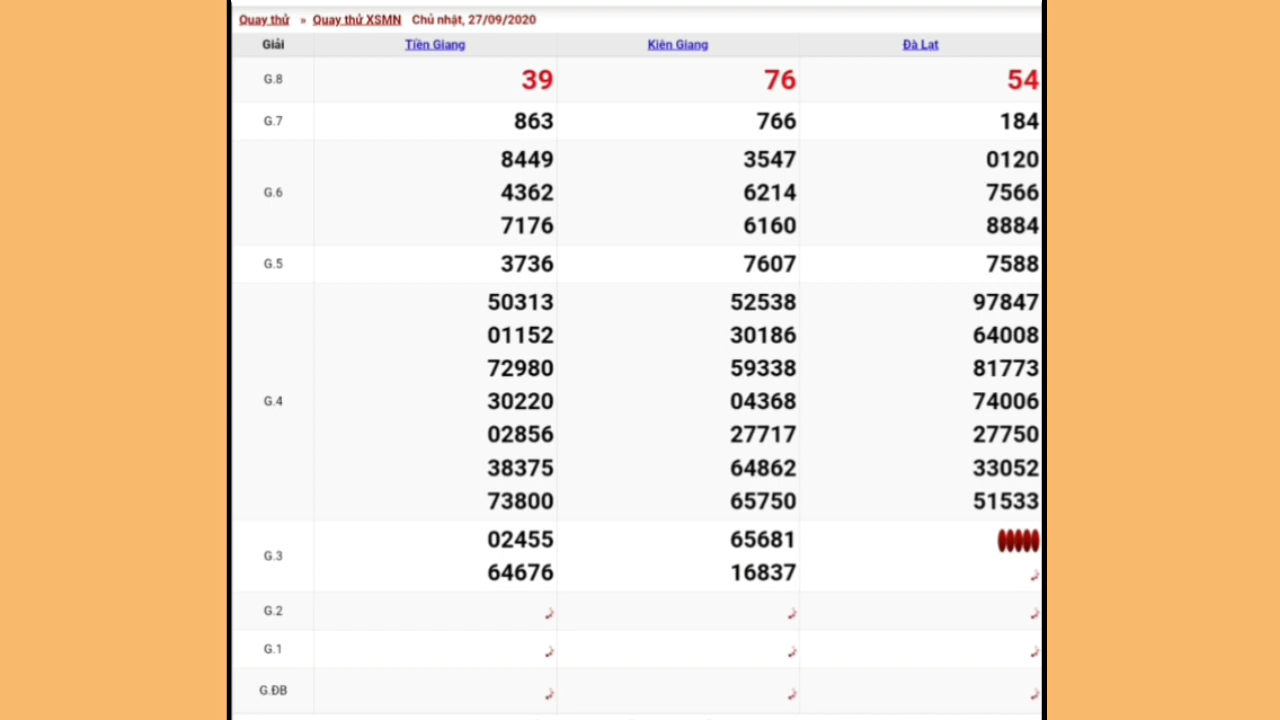 Quay thử » Quay thử XSMN Chủ nhật, 27/09/2020
Giải Tiền Giang Kiên Giang Đà Lạt
G.8 39 76 54
G.7 863 766 184
8449 3547 0120
G.6 4362 6214 7566
7176 6160 8884
G.5 3736 7607 7588
50313 52538 97847
01152 30186 64008
72980 59338 81773
G.4 30220 04368 74006
02856 27717 27750
38375 64862 33052
73800 65750 51533
02455 65681
G.3
64676 16837
G.2
G.1
G.ĐB